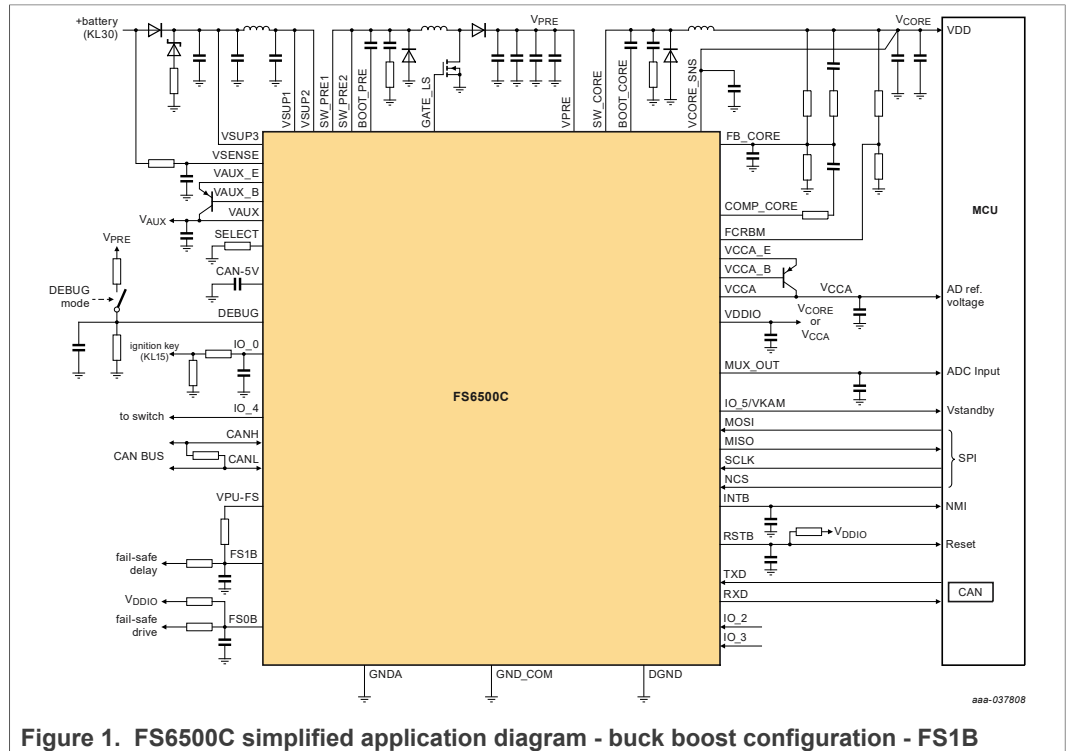 +battery
(KL30)
VPRE
VCORE
VDD
VSUP1
VSUP2
SW_PRE1
SW_PRE2
BOOT_PRE
GATE_LS
VPRE
SW_CORE
BOOT_CORE
VCORE_SNS
VSUP3
VSENSE
VAUX_E
VAUX_B
VAUX
VAUX
SELECT
VPRE
CAN-5V
DEBUG
mode
DEBUG
ignition key
(KL15)
IO_0
to switch
IO_4
CANH
CAN BUS
CANL
VPU-FS
fail-safe
delay
FS1B
VDDIO
fail-safe
drive
FS0B
FS6500C
FB_CORE
COMP_CORE
FCRBM
VCCA_E
VCCA_B
VCCA
VCCA
VDDIO
VCORE
or
VCCA
MUX_OUT
IO_5/VKAM
MOSI
MISO
SCLK
NCS
INTB
RSTB
VDDIO
TXD
RXD
IO_2
IO_3
MCU
AD ref.
voltage
ADC Input
Vstandby
SPI
NMI
Reset
CAN
GNDA
GND_COM
DGND
aaa-037808
Figure 1. FS6500C simplified application diagram - buck boost configuration - FS1B